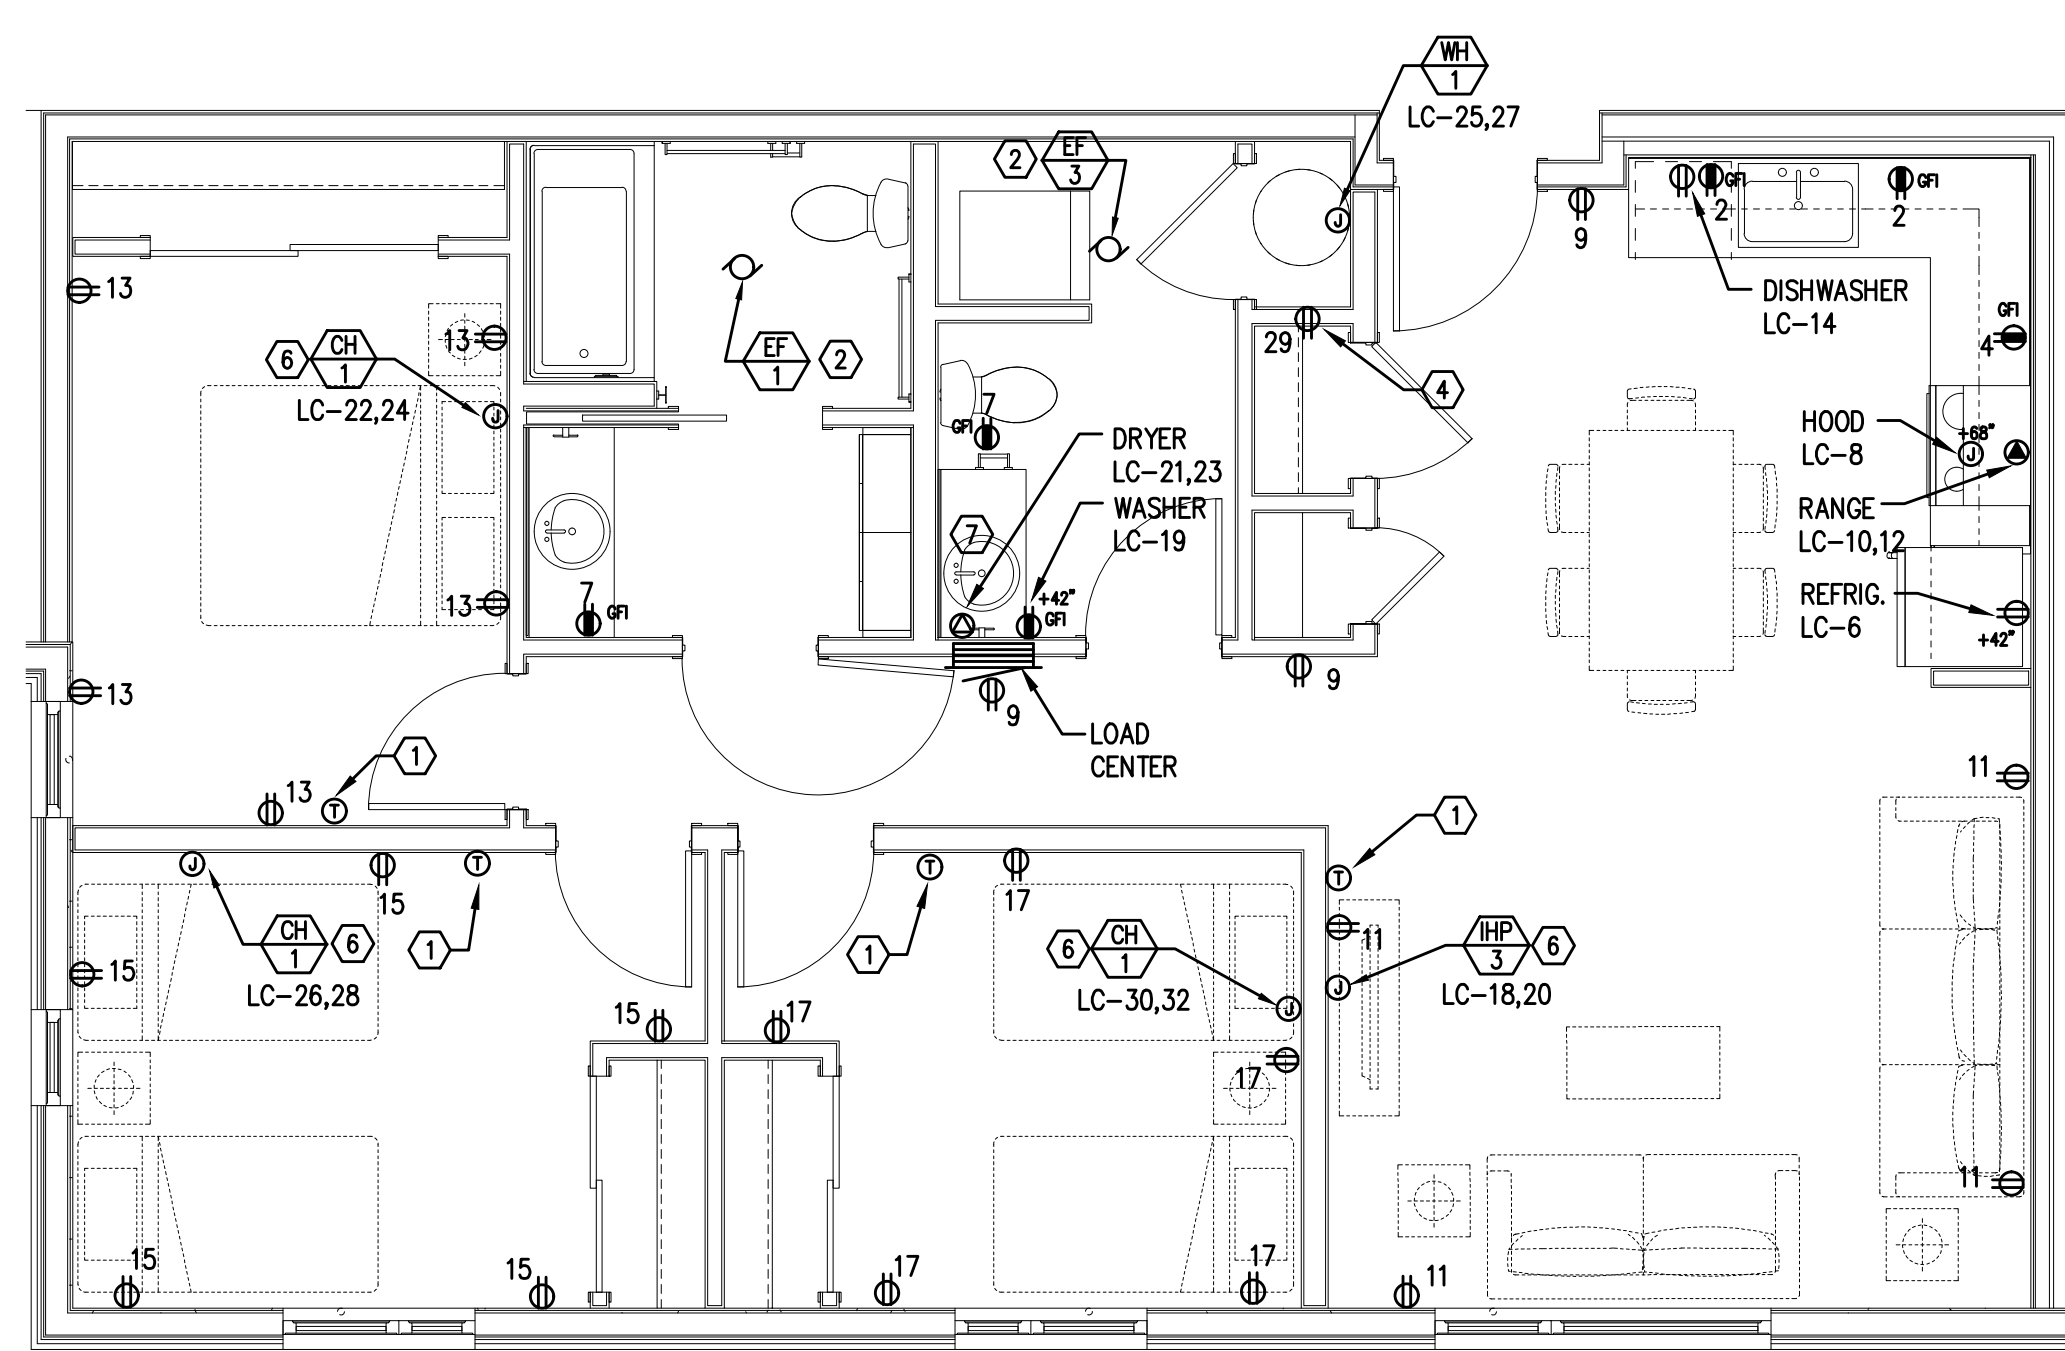 WH
1
LC-25,27
2
EF
3
J
GFI
2
GFI
2
9
DISHWASHER
LC-14
13
13
6
CH
1
LC-22,24
J
EF
1
2
29
4
GFI
4
HOOD
LC-8
+68"
J
RANGE
LC-10,12
REFRIG.
LC-6
+42"
7
GFI
DRYER
LC-21,23
WASHER
LC-19
7
+42"
GFI
7
GFI
13
13
9
9
LOAD
CENTER
1
13
T
11
1
J
15
T
1
T
17
1
T
CH
1
6
LC-26,28
15
1
6
CH
1
LC-30,32
J
11
IHP
3
6
LC-18,20
J
15
17
17
11
15
15
17
17
11